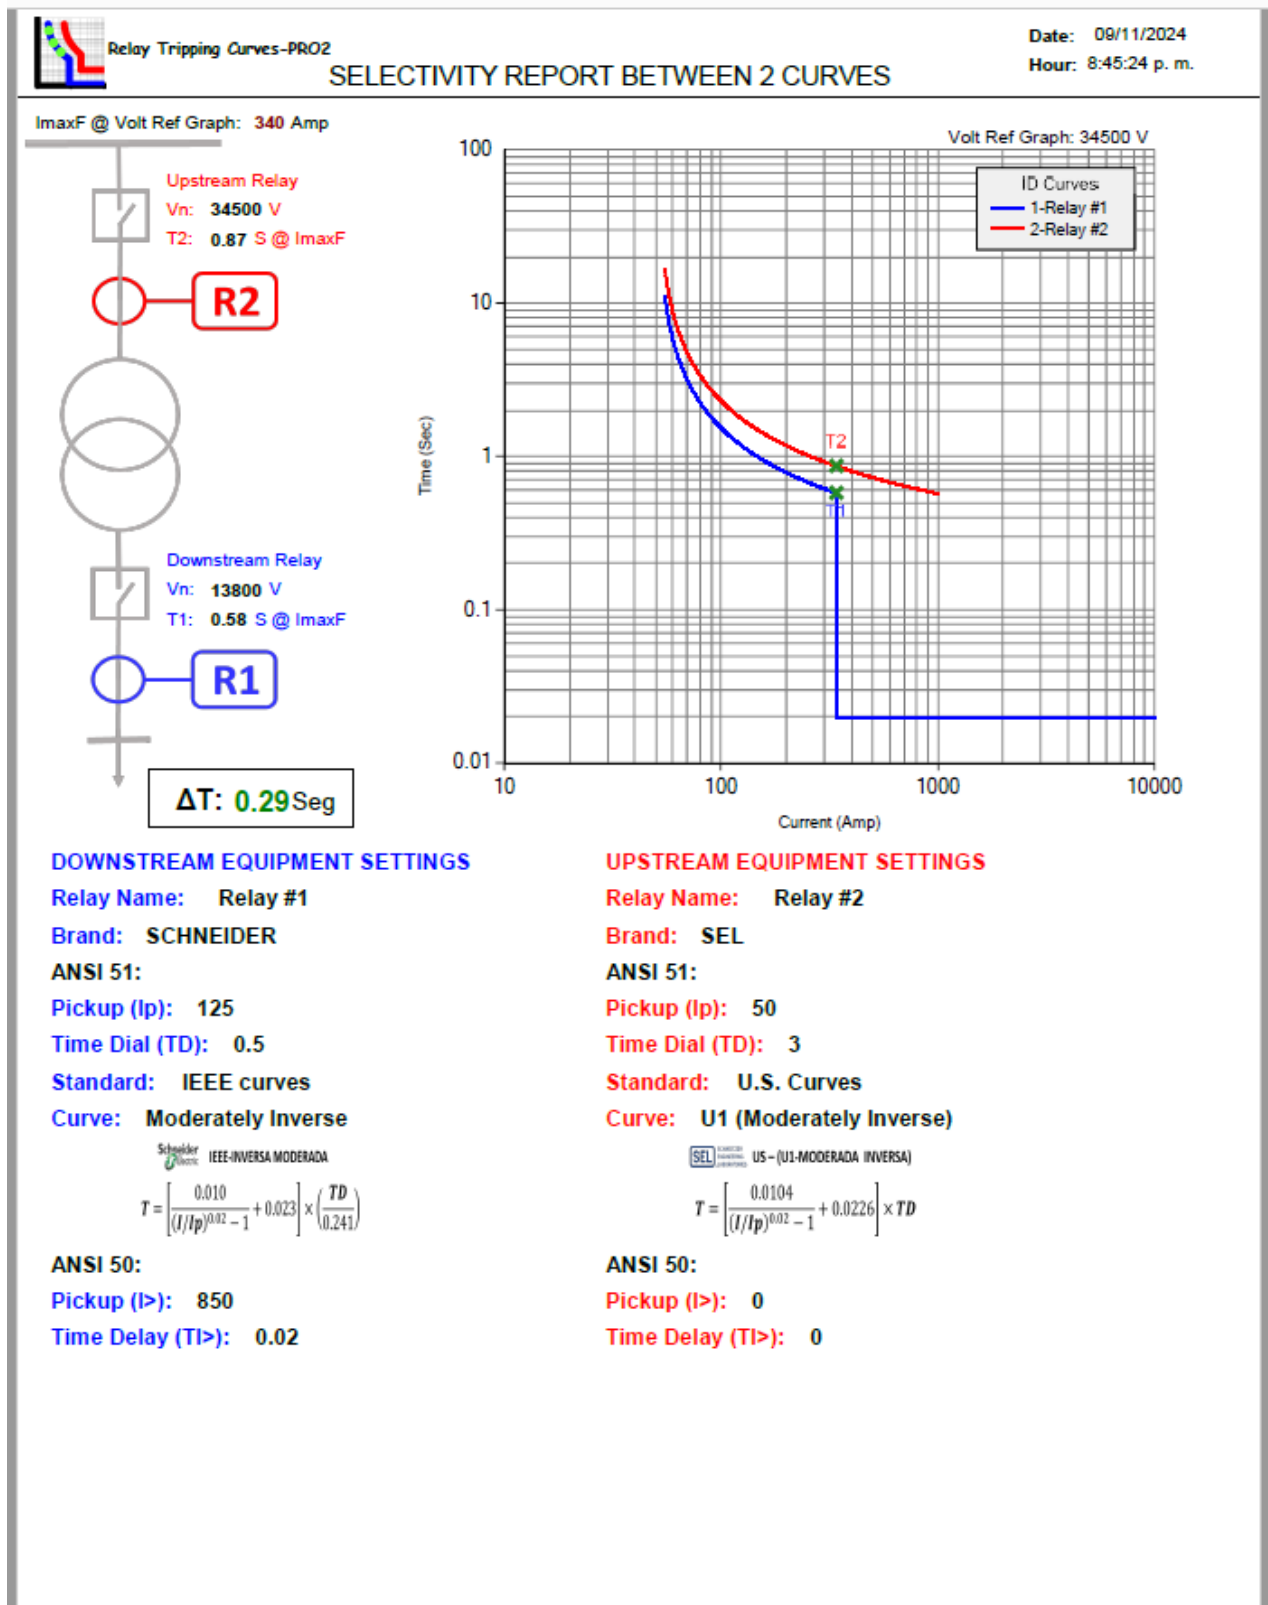 Relay Tripping Curves-PRO2
SELECTIVITY REPORT BETWEEN 2 CURVES
Date: 09/11/2024
Hour: 8:45:24 p. m.
ImaxF @ Volt Ref Graph: 340 Amp
Upstream Relay
Vn: 34500 V
T2: 0.87 S @ ImaxF
R2
Downstream Relay
Vn: 13800 V
T1: 0.58 S @ ImaxF
R1
ΔT: 0.29 Seg
Volt Ref Graph: 34500 V
ID Curves
1-Relay #1
2-Relay #2
100
10
1
0.1
0.01
Time (Sec)
T2
T1
10
100
1000
10000
Current (Amp)
DOWNSTREAM EQUIPMENT SETTINGS
Relay Name: Relay #1
Brand: SCHNEIDER
ANSI 51:
Pickup (Ip): 125
Time Dial (TD): 0.5
Standard: IEEE curves
Curve: Moderately Inverse
Schneider Electric IEEE-INVERSA MODERADA
T = [0.010 / ((I/Ip)^0.02 − 1) + 0.023] × (TD / 0.241)
ANSI 50:
Pickup (I>): 850
Time Delay (TI>): 0.02
UPSTREAM EQUIPMENT SETTINGS
Relay Name: Relay #2
Brand: SEL
ANSI 51:
Pickup (Ip): 50
Time Dial (TD): 3
Standard: U.S. Curves
Curve: U1 (Moderately Inverse)
SEL US – (U1-MODERADA INVERSA)
T = [0.0104 / ((I/Ip)^0.02 − 1) + 0.0226] × TD
ANSI 50:
Pickup (I>): 0
Time Delay (TI>): 0